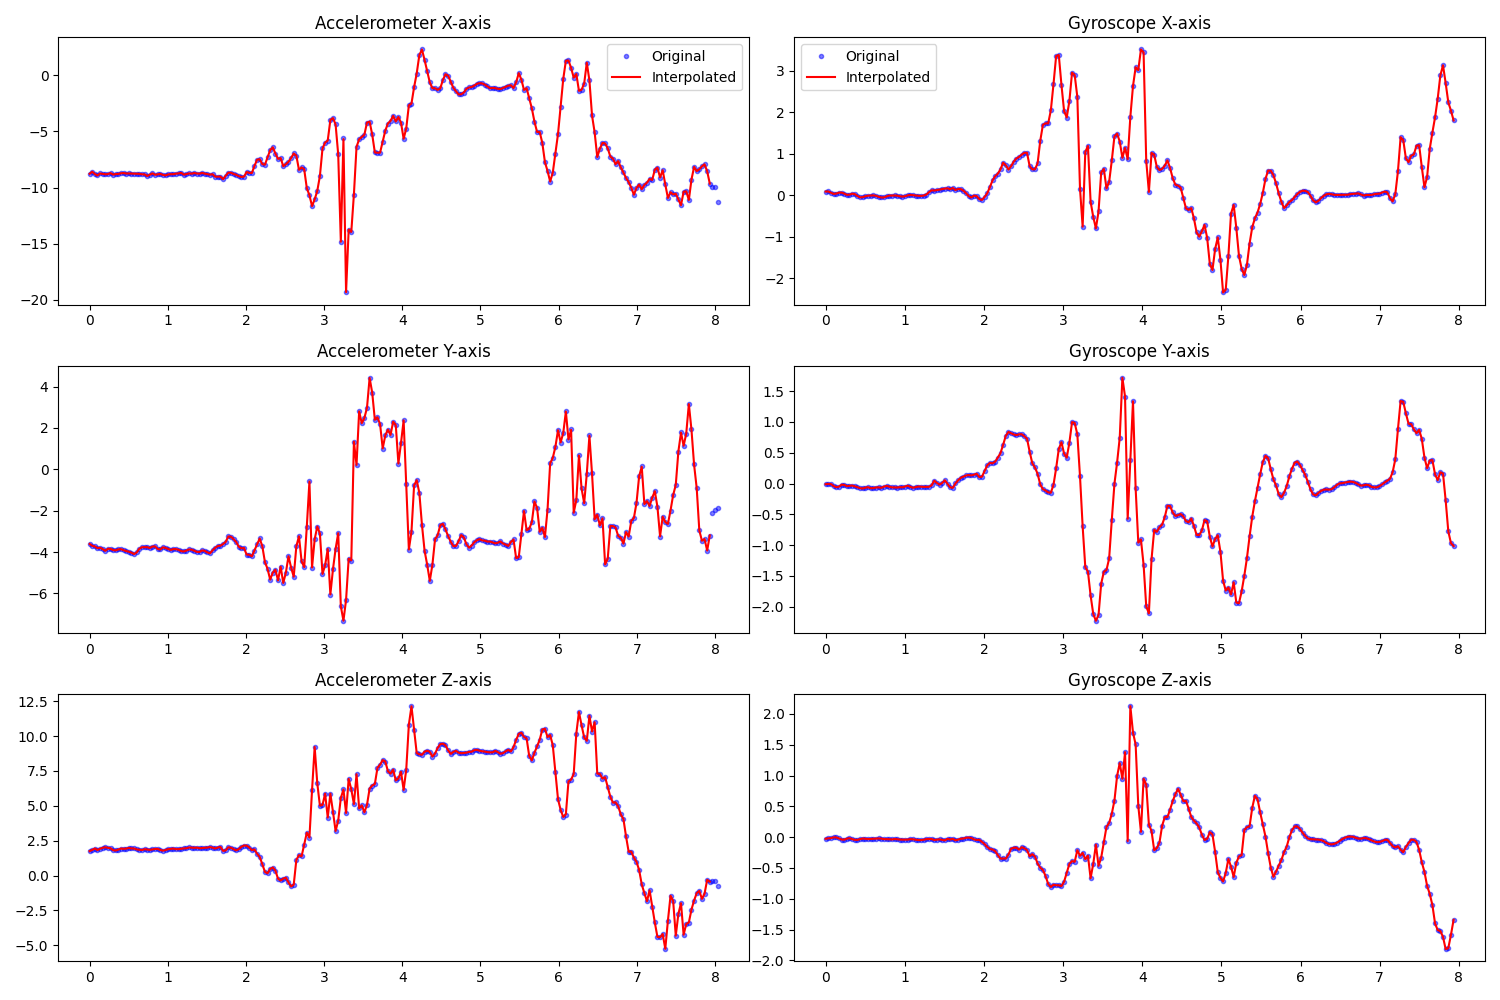 Accelerometer X-axis
Original
Interpolated
0
−5
−10
−15
−20
0 1 2 3 4 5 6 7 8
Gyroscope X-axis
Original
Interpolated
3
2
1
0
−1
−2
0 1 2 3 4 5 6 7 8
Accelerometer Y-axis
4
2
0
−2
−4
−6
0 1 2 3 4 5 6 7 8
Gyroscope Y-axis
1.5
1.0
0.5
0.0
−0.5
−1.0
−1.5
−2.0
0 1 2 3 4 5 6 7 8
Accelerometer Z-axis
12.5
10.0
7.5
5.0
2.5
0.0
−2.5
−5.0
0 1 2 3 4 5 6 7 8
Gyroscope Z-axis
2.0
1.5
1.0
0.5
0.0
−0.5
−1.0
−1.5
−2.0
0 1 2 3 4 5 6 7 8